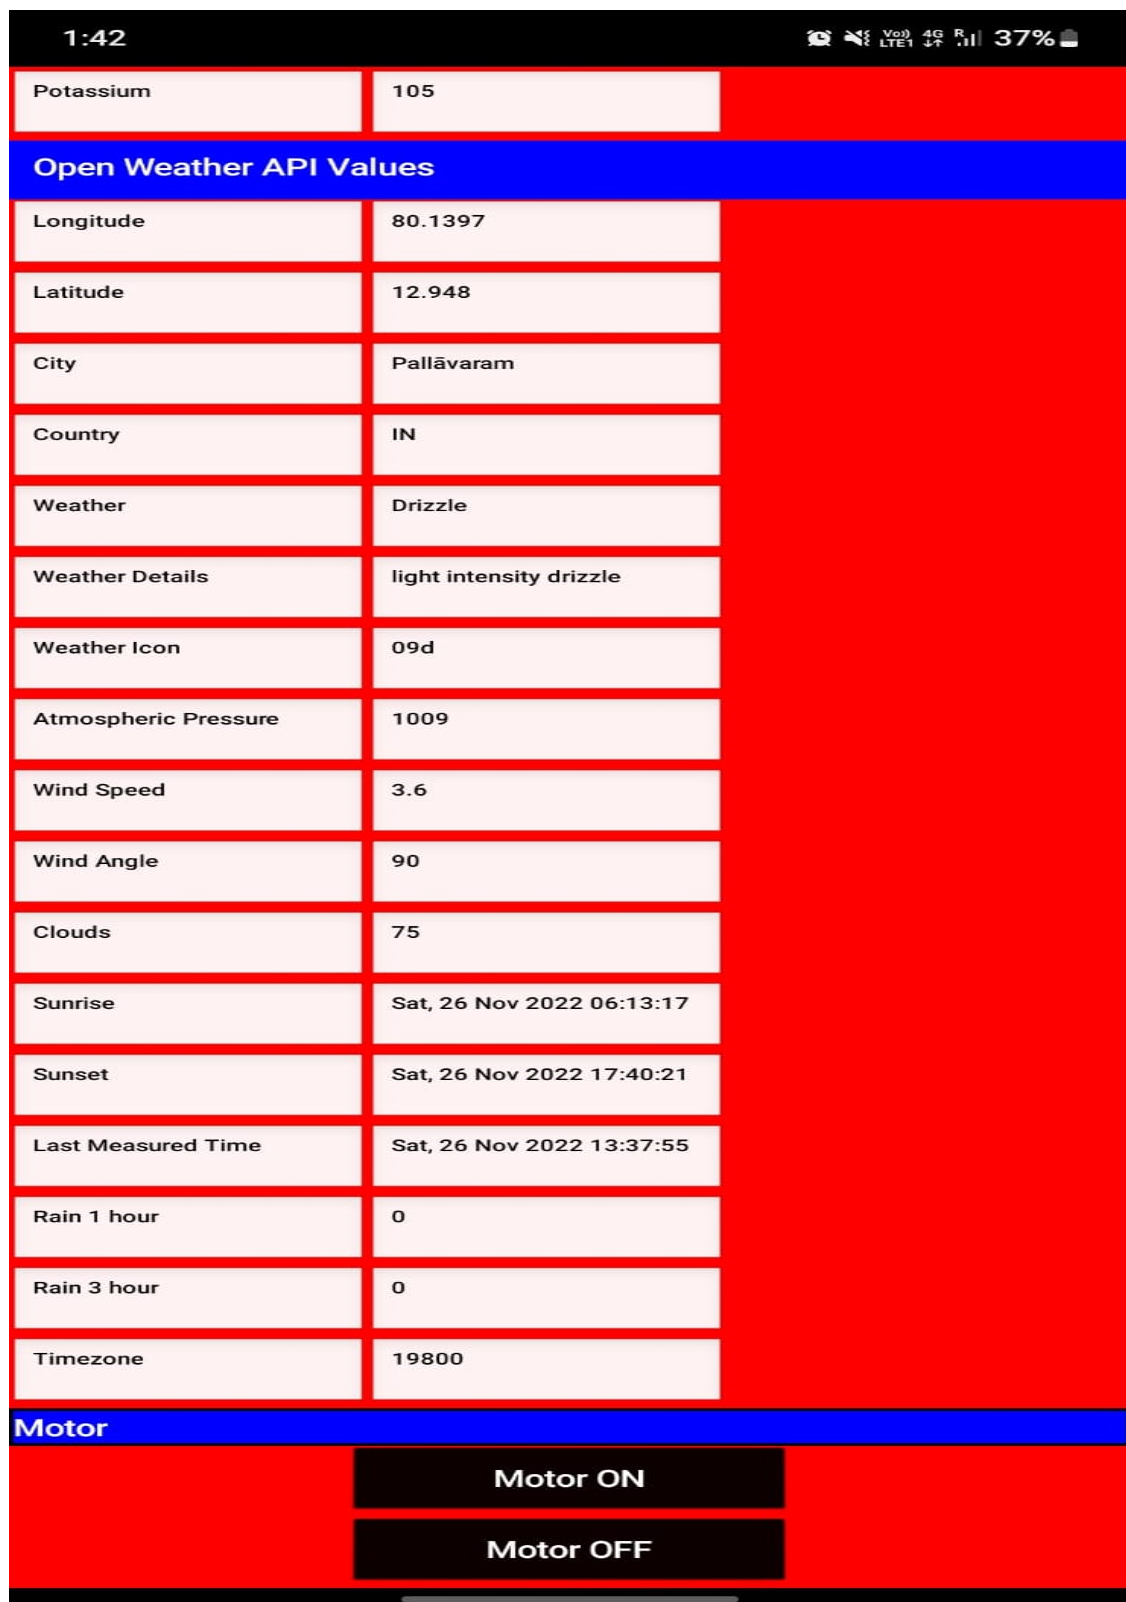 1:42 Vo)) LTE1 4G R 37%
Potassium 105
Open Weather API Values
Longitude 80.1397
Latitude 12.948
City Pallāvaram
Country IN
Weather Drizzle
Weather Details light intensity drizzle
Weather Icon 09d
Atmospheric Pressure 1009
Wind Speed 3.6
Wind Angle 90
Clouds 75
Sunrise Sat, 26 Nov 2022 06:13:17
Sunset Sat, 26 Nov 2022 17:40:21
Last Measured Time Sat, 26 Nov 2022 13:37:55
Rain 1 hour 0
Rain 3 hour 0
Timezone 19800
Motor
Motor ON
Motor OFF